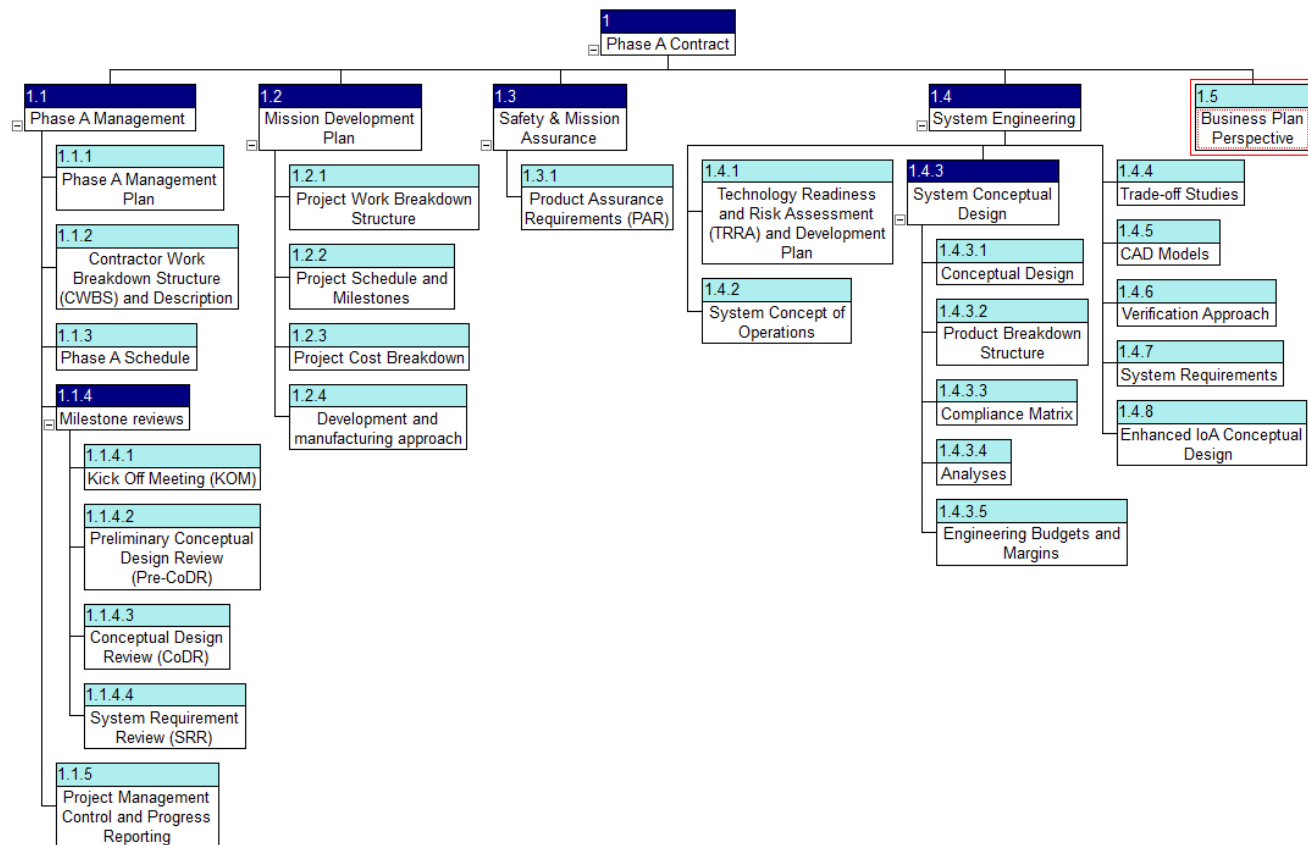 1
Phase A Contract
1.1
Phase A Management
1.1.1
Phase A Management
Plan
1.1.2
Contractor Work
Breakdown Structure
(CWBS) and Description
1.1.3
Phase A Schedule
1.1.4
Milestone reviews
1.1.4.1
Kick Off Meeting (KOM)
1.1.4.2
Preliminary Conceptual
Design Review
(Pre-CoDR)
1.1.4.3
Conceptual Design
Review (CoDR)
1.1.4.4
System Requirement
Review (SRR)
1.1.5
Project Management
Control and Progress
Reporting
1.2
Mission Development
Plan
1.2.1
Project Work Breakdown
Structure
1.2.2
Project Schedule and
Milestones
1.2.3
Project Cost Breakdown
1.2.4
Development and
manufacturing approach
1.3
Safety & Mission
Assurance
1.3.1
Product Assurance
Requirements (PAR)
1.4
System Engineering
1.4.1
Technology Readiness
and Risk Assessment
(TRRA) and Development
Plan
1.4.2
System Concept of
Operations
1.4.3
System Conceptual
Design
1.4.3.1
Conceptual Design
1.4.3.2
Product Breakdown
Structure
1.4.3.3
Compliance Matrix
1.4.3.4
Analyses
1.4.3.5
Engineering Budgets and
Margins
1.4.4
Trade-off Studies
1.4.5
CAD Models
1.4.6
Verification Approach
1.4.7
System Requirements
1.4.8
Enhanced IoA Conceptual
Design
1.5
Business Plan
Perspective